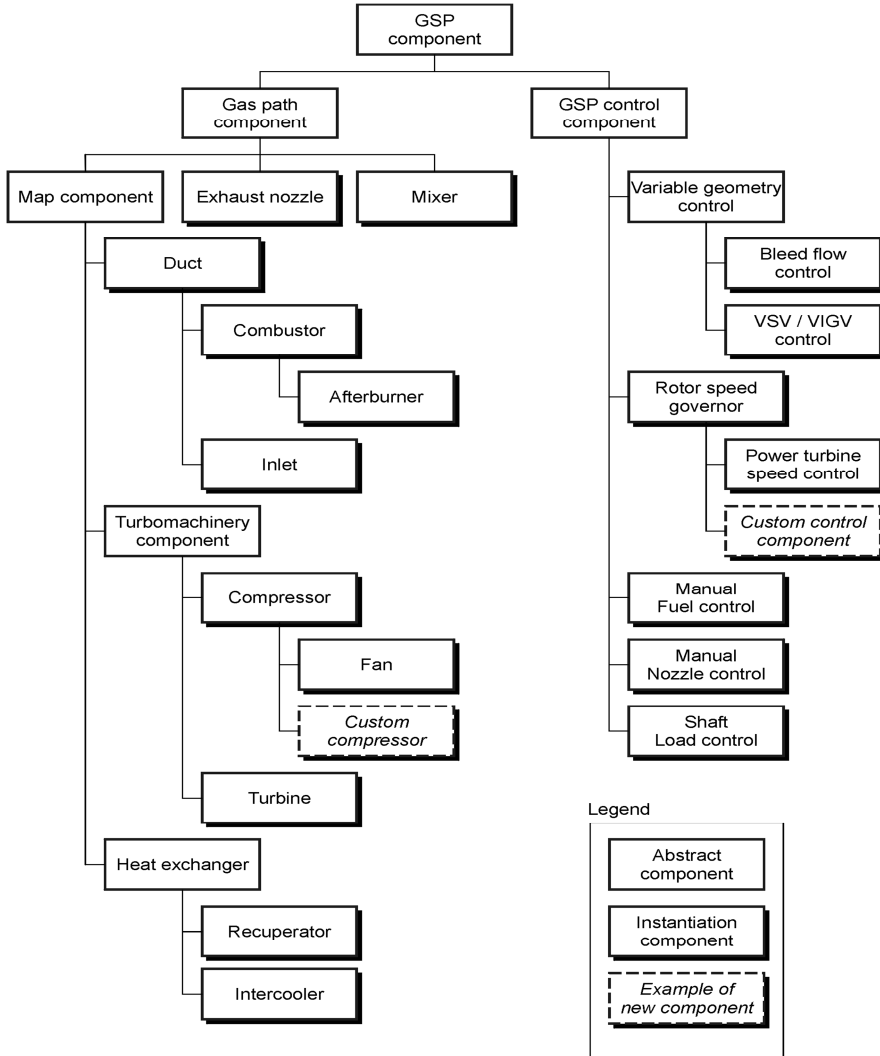 GSP
component
Gas path
component
GSP control
component
Map component
Exhaust nozzle
Mixer
Variable geometry
control
Duct
Bleed flow
control
Combustor
VSV / VIGV
control
Afterburner
Rotor speed
governor
Inlet
Power turbine
speed control
Turbomachinery
component
Custom control
component
Compressor
Manual
Fuel control
Fan
Manual
Nozzle control
Custom
compressor
Shaft
Load control
Turbine
Legend
Heat exchanger
Abstract
component
Recuperator
Instantiation
component
Intercooler
Example of
new component